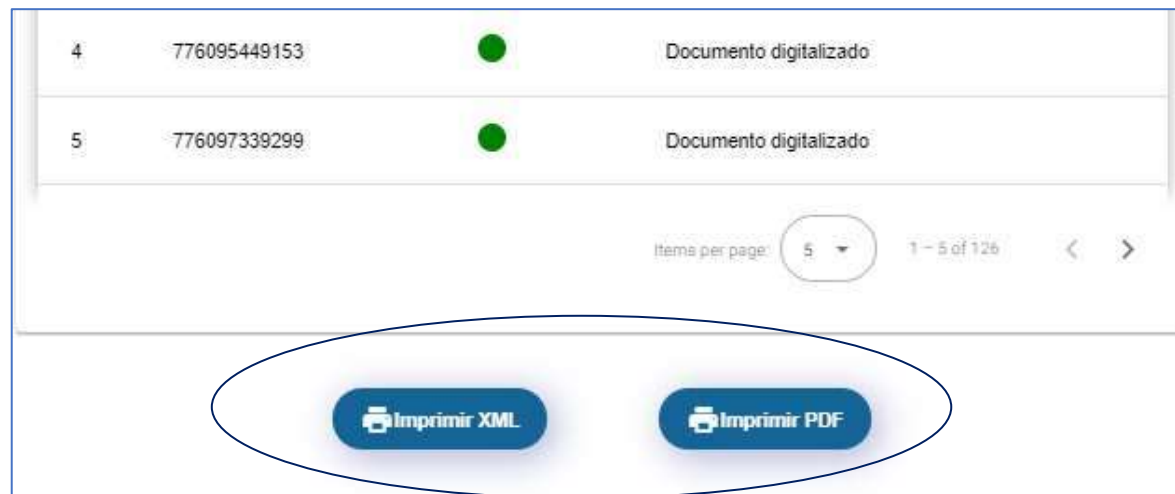 4 776095449153 Documento digitalizado
5 776097339299 Documento digitalizado
Items per page: 5 1 – 5 of 126
Imprimir XML Imprimir PDF